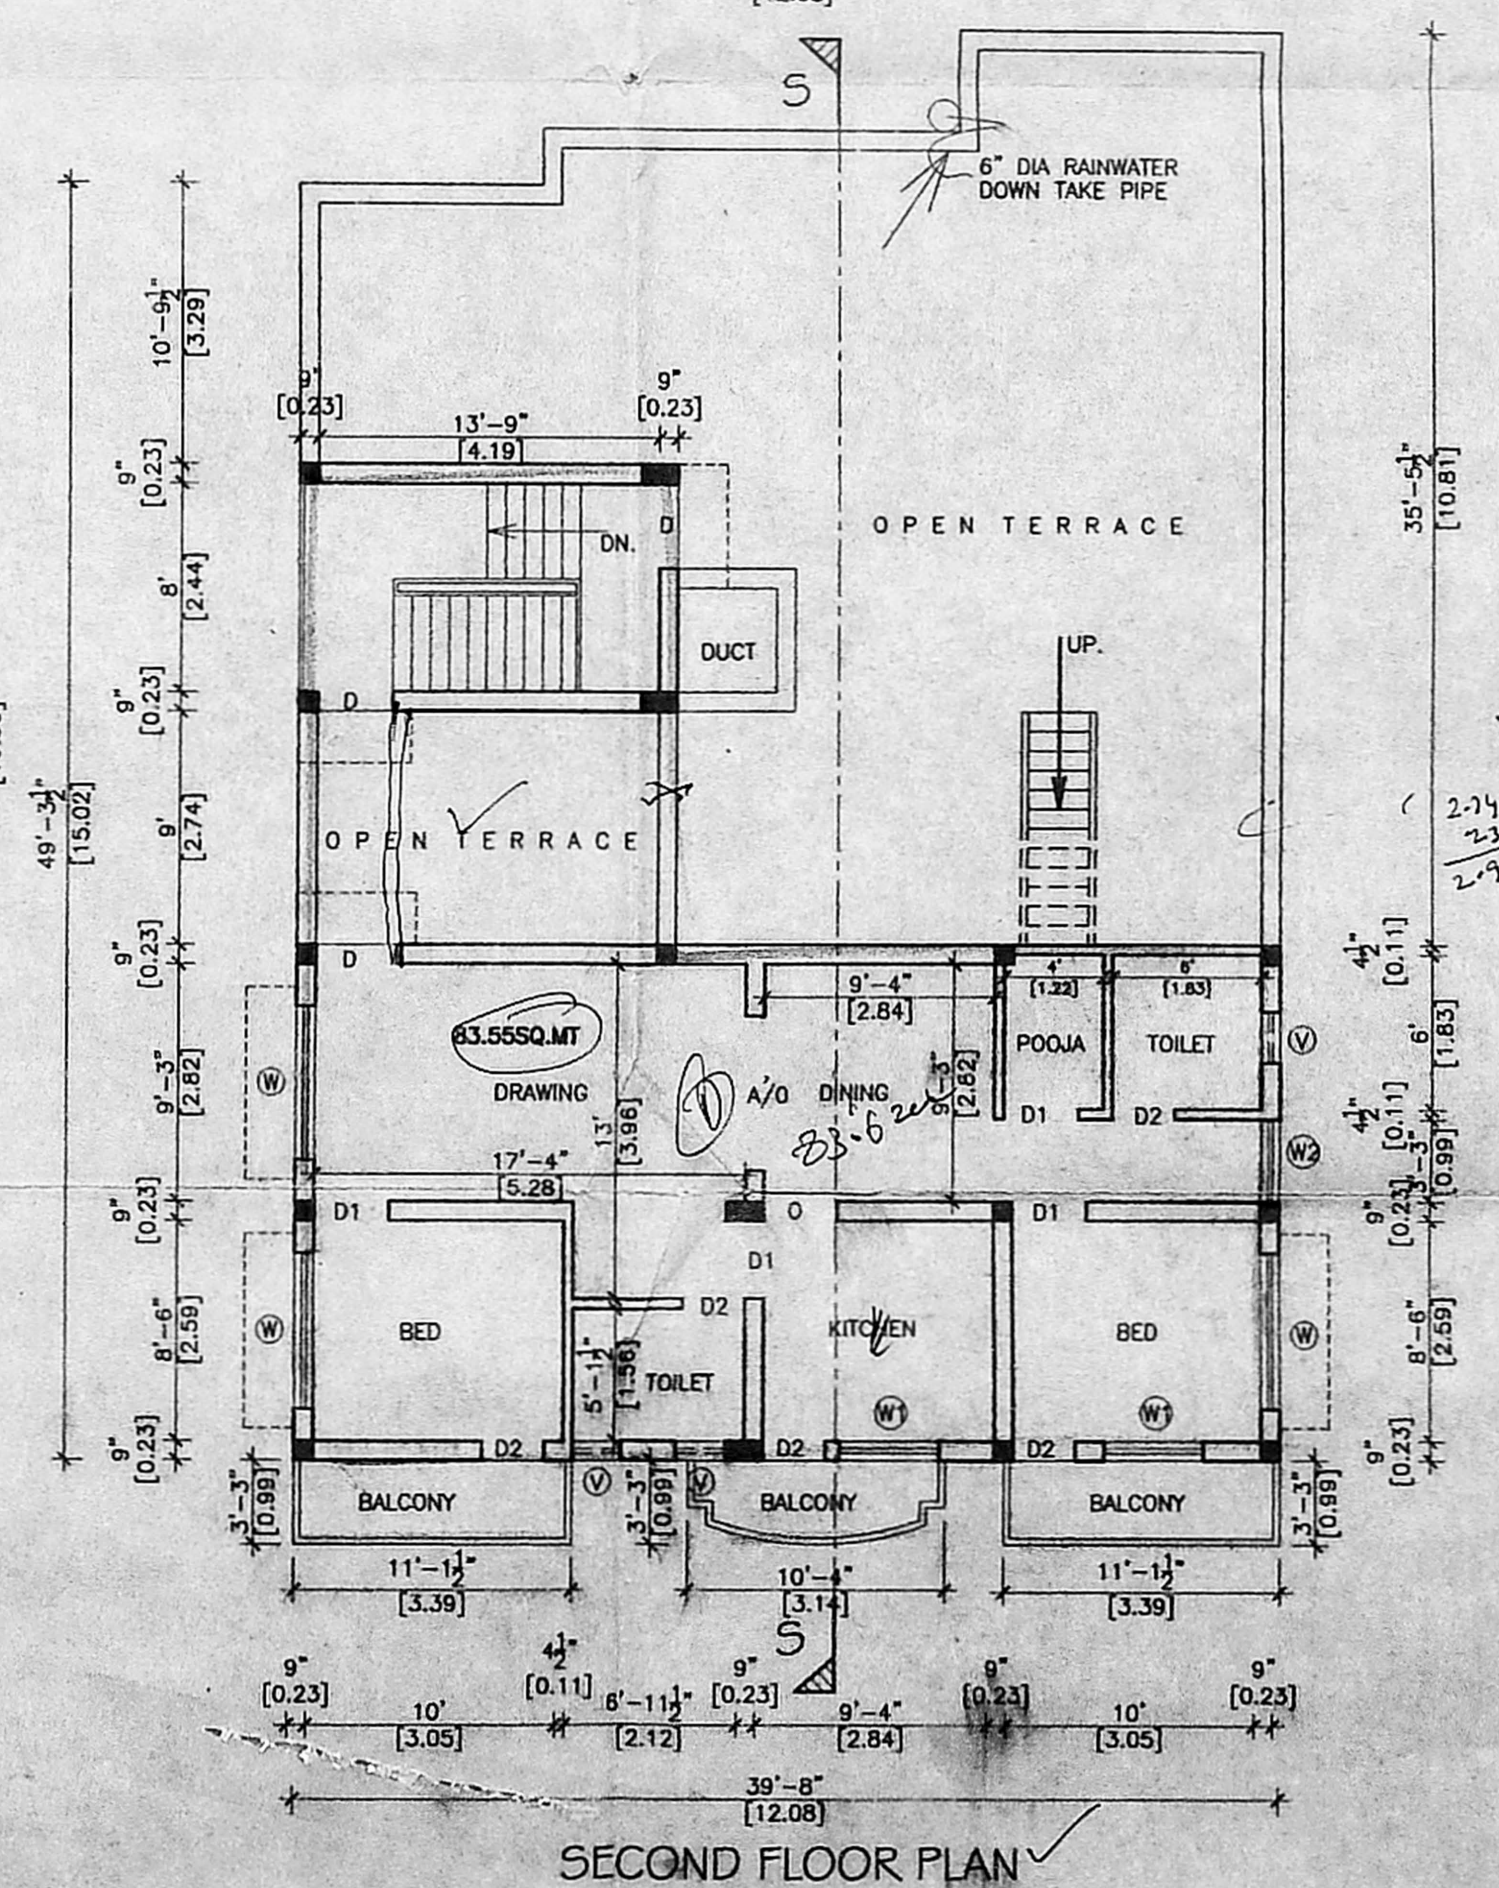 S
6" DIA RAINWATER
DOWN TAKE PIPE
10'-9½"
[3.29]
9"
[0.23]
9"
[0.23]
13'-9"
[4.19]
9"
[0.23]
DN.
D
OPEN TERRACE
35'-5½"
[10.81]
8'
[2.44]
DUCT
UP.
9"
[0.23]
D
49'-3½"
[15.02]
9'
[2.74]
OPEN TERRACE
2.74
23
9"
[0.23]
D
9'-4"
[2.84]
4'
[1.22]
6'
[1.83]
4½"
[0.11]
83.55SQ.MT
POOJA
TOILET
V
6'
[1.83]
W
9'-3"
[2.82]
DRAWING
D
A/O
DINING
9'-3"
[2.82]
83.6
13'
[3.96]
D1
D2
4½"
[0.11]
17'-4"
[5.28]
W2
3'-3"
[0.99]
9"
[0.23]
D1
O
D1
9"
[0.23]
D1
W
8'-6"
[2.59]
BED
D2
KITCHEN
BED
W
8'-6"
[2.59]
5'-1½"
[1.56]
TOILET
W1
W1
9"
[0.23]
D2
D2
D2
9"
[0.23]
3'-3"
[0.99]
BALCONY
V
3'-3"
[0.99]
V
BALCONY
BALCONY
3'-3"
[0.99]
11'-1½"
[3.39]
10'-4"
[3.14]
11'-1½"
[3.39]
S
9"
[0.23]
4½"
[0.11]
9"
[0.23]
9"
[0.23]
9"
[0.23]
10'
[3.05]
6'-11½"
[2.12]
9'-4"
[2.84]
10'
[3.05]
39'-8"
[12.08]
SECOND FLOOR PLAN